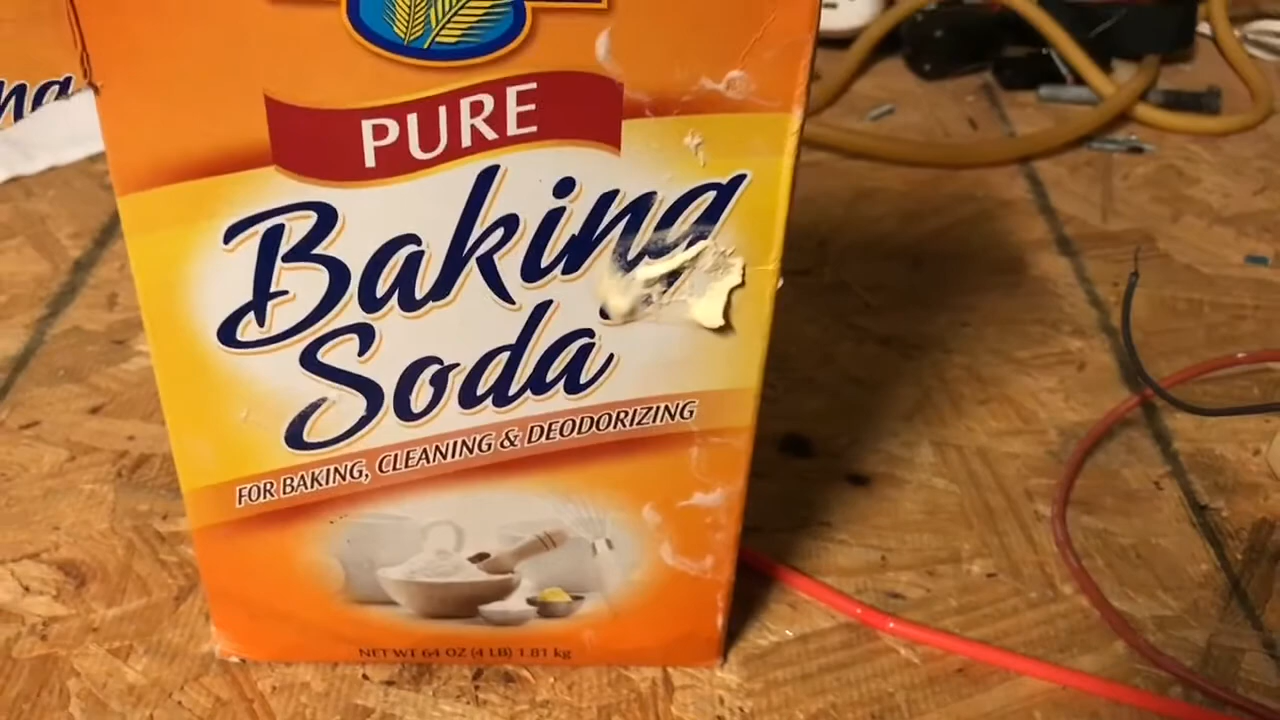 PURE
Baking
Soda
FOR BAKING, CLEANING & DEODORIZING
NET WT 64 OZ (4 LB) 1.81 kg